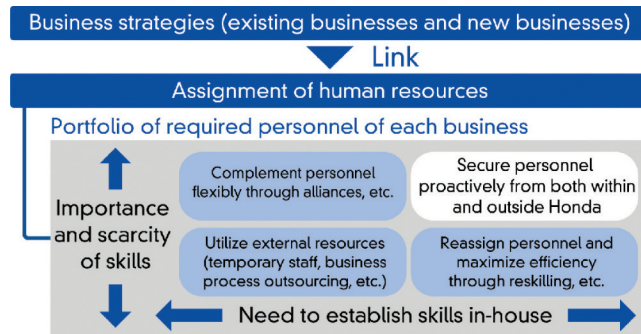 Business strategies (existing businesses and new businesses)
Link
Assignment of human resources
Portfolio of required personnel of each business
Importance
and scarcity
of skills
Complement personnel
flexibly through alliances, etc.
Secure personnel
proactively from both within
and outside Honda
Utilize external resources
(temporary staff, business
process outsourcing, etc.)
Reassign personnel and
maximize efficiency
through reskilling, etc.
Need to establish skills in-house